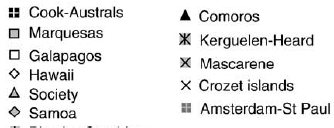 Cook-Australs
Marquesas
Galapagos
Hawaii
Society
Samoa
Comoros
Kerguelen-Heard
Mascarene
Crozet islands
Amsterdam-St Paul